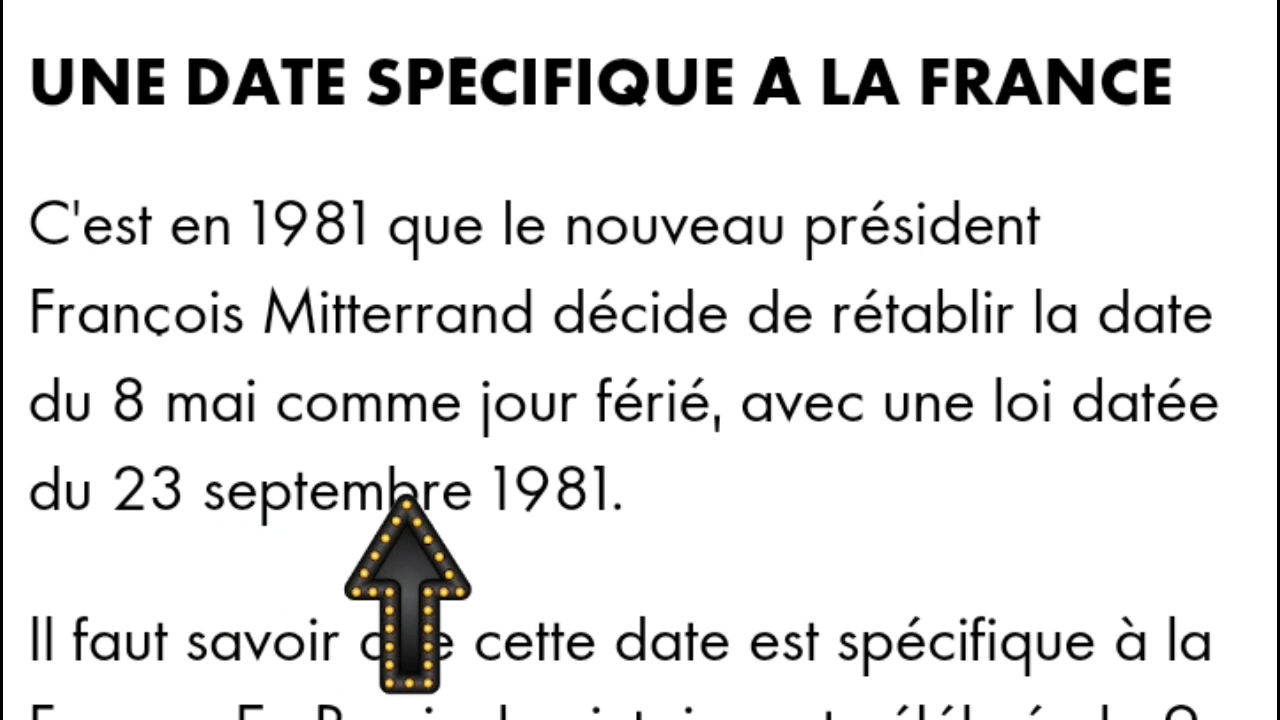 UNE DATE SPÉCIFIQUE À LA FRANCE
C'est en 1981 que le nouveau président
François Mitterrand décide de rétablir la date
du 8 mai comme jour férié, avec une loi datée
du 23 septembre 1981.
Il faut savoir que cette date est spécifique à la